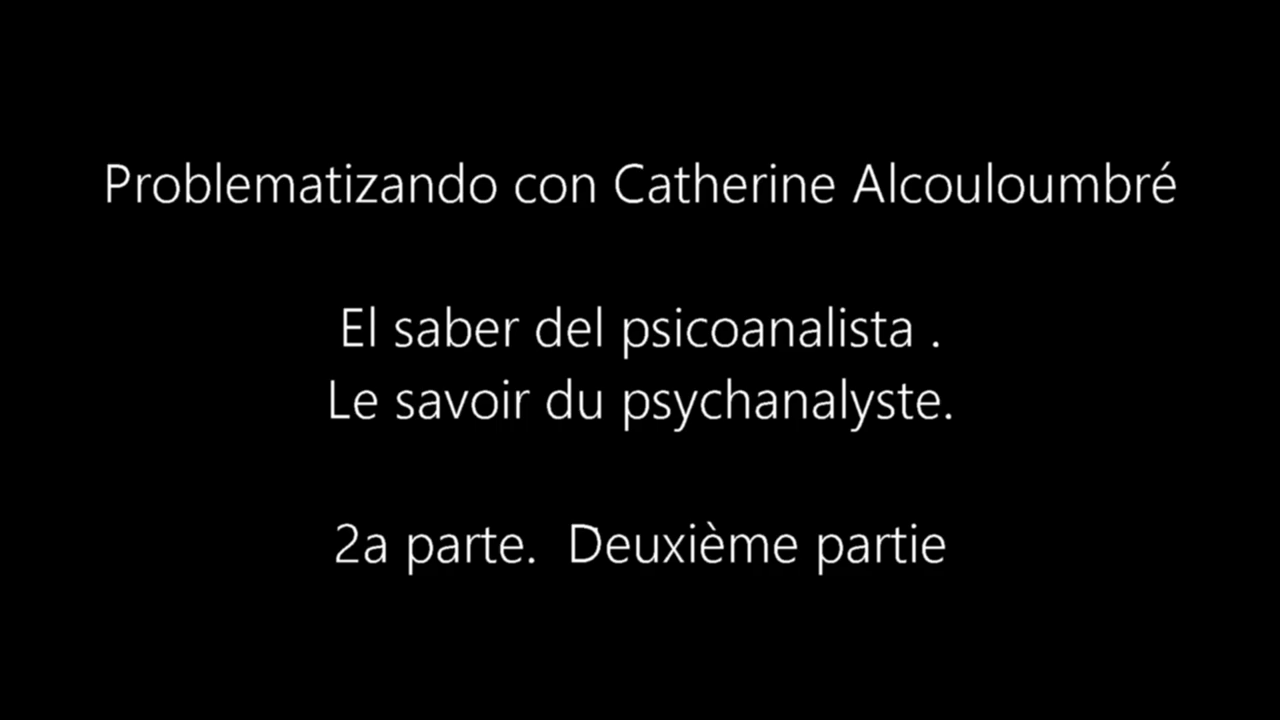 Problematizando con Catherine Alcouloumbré
El saber del psicoanalista .
Le savoir du psychanalyste.
2a parte.  Deuxième partie